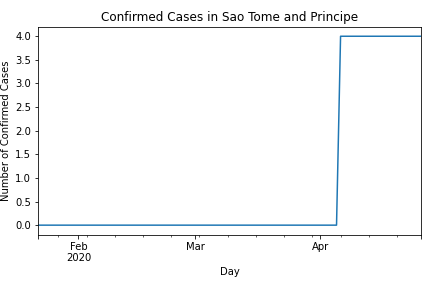 Confirmed Cases in Sao Tome and Principe
Number of Confirmed Cases
4.0
3.5
3.0
2.5
2.0
1.5
1.0
0.5
0.0
Feb
2020
Mar
Apr
Day